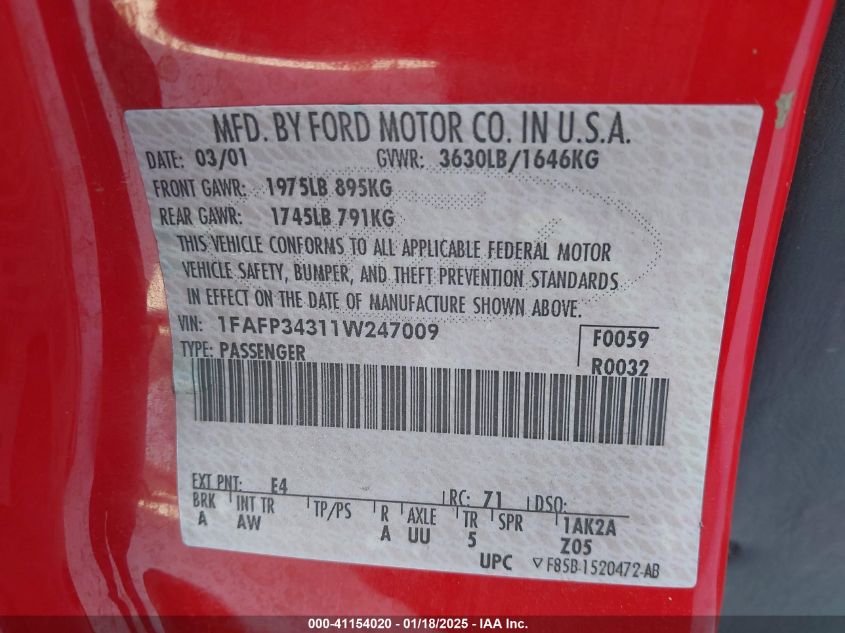 MFD. BY FORD MOTOR CO. IN U.S.A.
DATE: 03/01 GVWR: 3630LB/1646KG
FRONT GAWR: 1975LB 895KG
REAR GAWR: 1745LB 791KG
THIS VEHICLE CONFORMS TO ALL APPLICABLE FEDERAL MOTOR
VEHICLE SAFETY, BUMPER, AND THEFT PREVENTION STANDARDS
IN EFFECT ON THE DATE OF MANUFACTURE SHOWN ABOVE.
VIN: 1FAFP34311W247009
F0059
TYPE: PASSENGER
R0032
EXT PNT: E4 RC: 71 DSO:
BRK INT TR TP/PS R AXLE TR SPR 1AK2A
A AW A UU 5 Z05
UPC F85B-1520472-AB
000-41154020 - 01/18/2025 - IAA Inc.